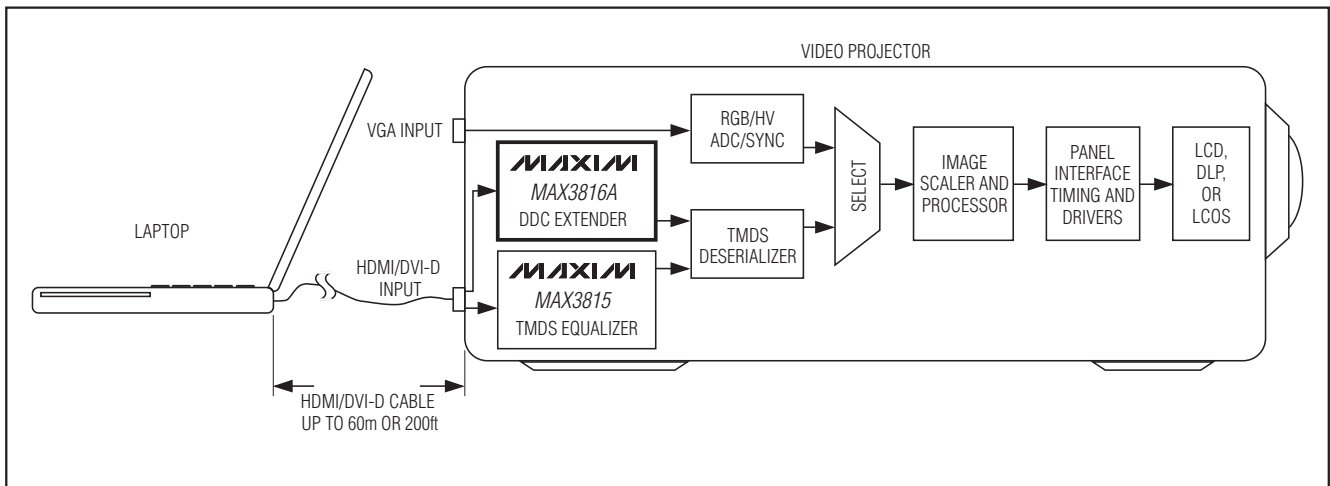 VIDEO PROJECTOR
LAPTOP
VGA INPUT
HDMI/DVI-D
INPUT
HDMI/DVI-D CABLE
UP TO 60m OR 200ft
MAXIM
MAX3816A
DDC EXTENDER
MAXIM
MAX3815
TMDS EQUALIZER
RGB/HV
ADC/SYNC
TMDS
DESERIALIZER
SELECT
IMAGE
SCALER AND
PROCESSOR
PANEL
INTERFACE
TIMING AND
DRIVERS
LCD,
DLP,
OR
LCOS